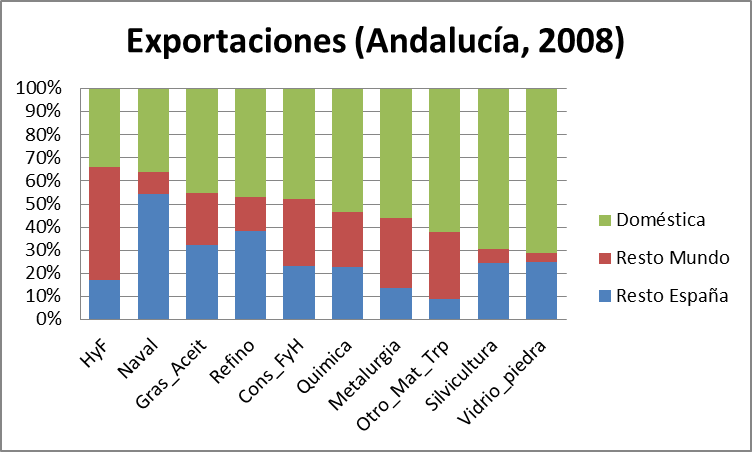 Exportaciones (Andalucía, 2008)
100%
90%
80%
70%
60%
50%
40%
30%
20%
10%
0%
HyF
Naval
Gras_Aceit
Refino
Cons_FyH
Química
Metalurgia
Otro_Mat_Trp
Silvicultura
Vidrio_piedra
Doméstica
Resto Mundo
Resto España